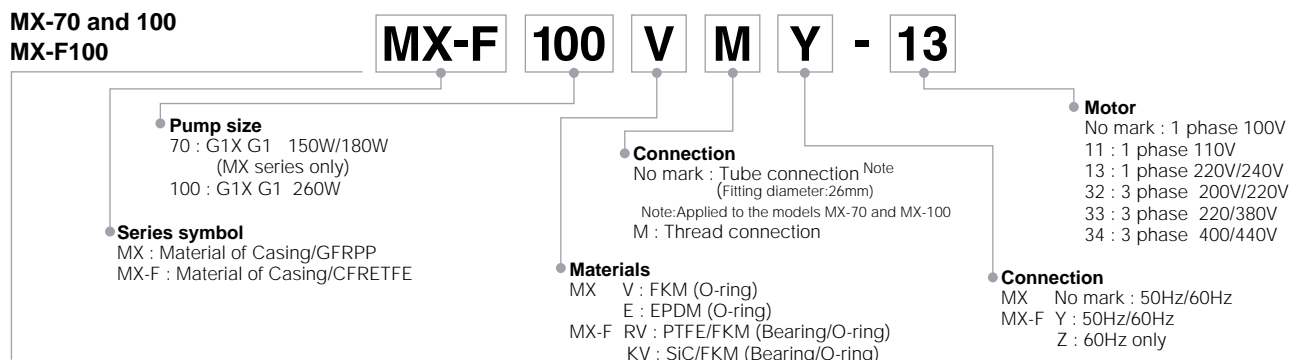 MX-70 and 100
MX-F100
MX-F 100 V M Y - 13
Pump size
70 : G1X G1 150W/180W
(MX series only)
100 : G1X G1 260W
Series symbol
MX : Material of Casing/GFRPP
MX-F : Material of Casing/CFRETFE
Connection
No mark : Tube connection Note
(Fitting diameter:26mm)
Note:Applied to the models MX-70 and MX-100
M : Thread connection
Materials
MX V : FKM (O-ring)
E : EPDM (O-ring)
MX-F RV : PTFE/FKM (Bearing/O-ring)
KV : SiC/FKM (Bearing/O-ring)
Motor
No mark : 1 phase 100V
11 : 1 phase 110V
13 : 1 phase 220V/240V
32 : 3 phase 200V/220V
33 : 3 phase 220/380V
34 : 3 phase 400/440V
Connection
MX No mark : 50Hz/60Hz
MX-F Y : 50Hz/60Hz
Z : 60Hz only